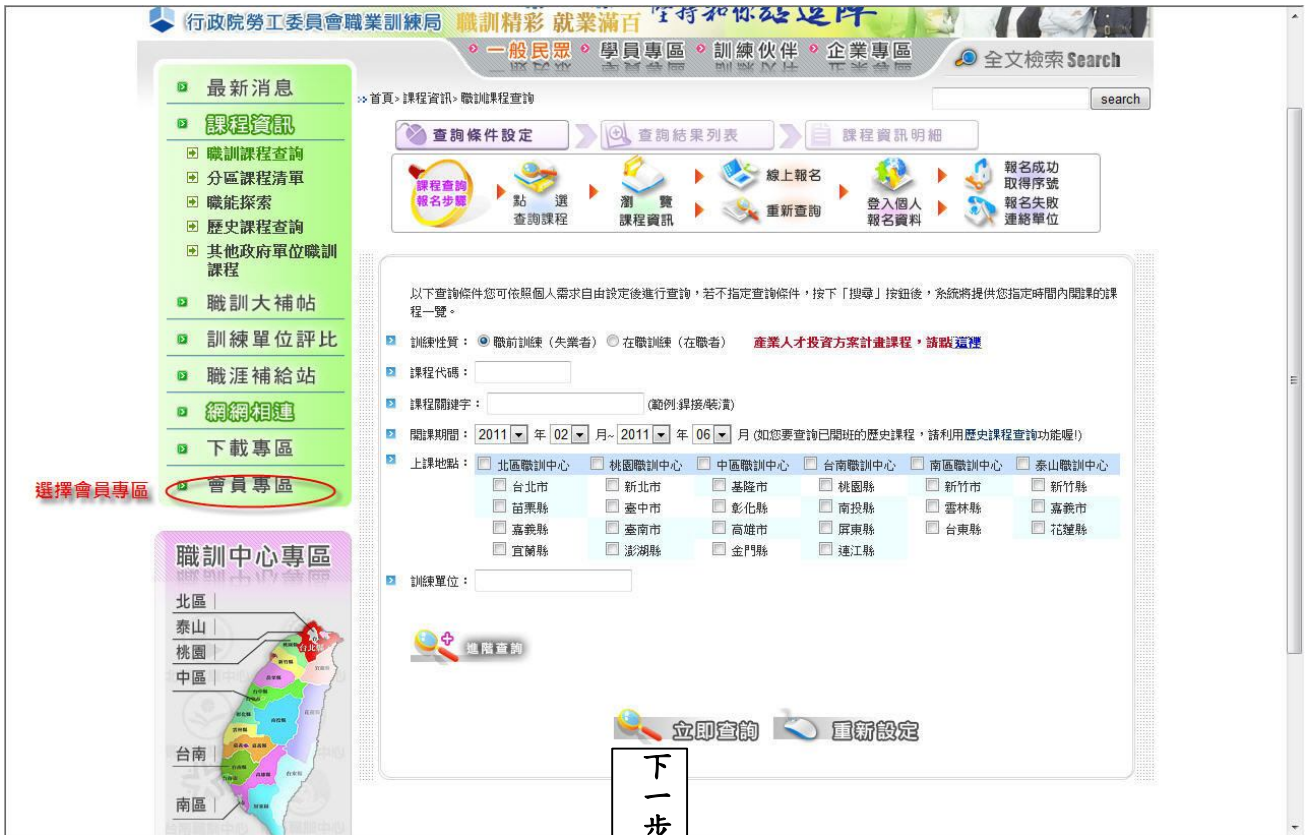 行政院勞工委員會職業訓練局 職訓精彩 就業滿百
一般民眾 學員專區 訓練伙伴 企業專區
全文檢索 Search
search
最新消息
課程資訊
職訓課程查詢
分區課程清單
職能探索
歷史課程查詢
其他政府單位職訓
課程
職訓大補帖
訓練單位評比
職涯補給站
網網相連
下載專區
選擇會員專區
會員專區
職訓中心專區
北區
泰山
桃園
中區
台南
南區
台北縣
首頁> 課程資訊> 職訓課程查詢
查詢條件設定 查詢結果列表 課程資訊明細
課程查詢
報名步驟
點 選
查詢課程
瀏 覽
課程資訊
線上報名
重新查詢
登入個人
報名資料
報名成功
取得序號
報名失敗
連絡單位
以下查詢條件您可依照個人需求自由設定後進行查詢，若不指定查詢條件，按下「搜尋」按鈕後，系統將提供您指定時間內開課的課
程一覽。
訓練性質： 職前訓練（失業者） 在職訓練（在職者） 產業人才投資方案計畫課程，請點這裡
課程代碼：
課程關鍵字： (範例:銲接/裝潢)
開課期間： 2011 年 02 月~ 2011 年 06 月 (如您要查詢已開班的歷史課程，請利用歷史課程查詢功能喔!)
上課地點： 北區職訓中心 桃園職訓中心 中區職訓中心 台南職訓中心 南區職訓中心 泰山職訓中心
台北市 新北市 基隆市 桃園縣 新竹市 新竹縣
苗栗縣 臺中市 彰化縣 南投縣 雲林縣 嘉義市
嘉義縣 臺南市 高雄市 屏東縣 台東縣 花蓮縣
宜蘭縣 澎湖縣 金門縣 連江縣
訓練單位：
進階查詢
立即查詢 重新設定
下一步